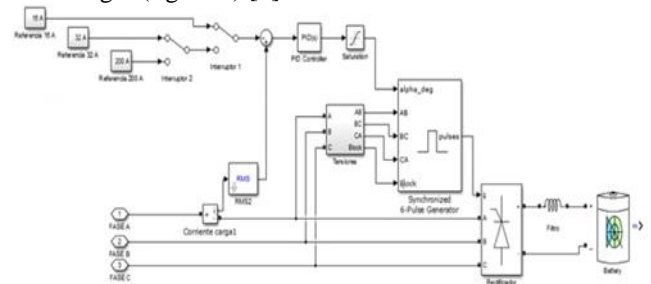 16 A
Referencia 16 A
32 A
Referencia 32 A
200 A
Referencia 200 A
Interruptor 2
Interruptor 1
PID(s)
PID Controller
Saturation
alpha_deg
AB
BC
CA
Block
pulses
Synchronized
6-Pulse Generator
A
B
C
AB
BC
CA
Block
Tensiones
RMS
RMS2
Corriente carga1
1
FASE A
2
FASE B
3
FASE C
A
B
C
Rectificador
Filtro
+
Battery
m